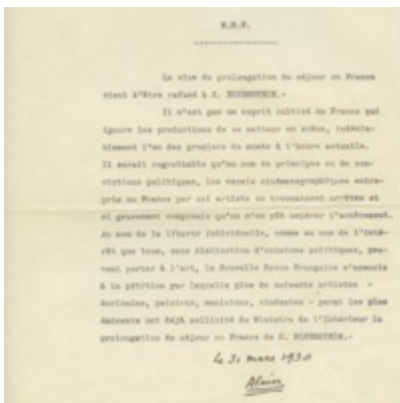 N.R.F.
Le visa de prolongation de séjour en France
vient d'être refusé à S. EISENSTEIN.-
Il n'est pas un esprit cultivé en France qui
ignore les productions de ce metteur en scène, indénia-
blement l'un des premiers du monde à l'heure actuelle.
Il serait regrettable qu'au nom de principes ou de con-
victions politiques, les essais cinématographiques entre-
pris en France par cet artiste se trouvassent arrêtés et
si gravement compromis qu'on n'en pût espérer l'achèvement.
Au nom de la liberté individuelle, comme au nom de l'inté-
rêt que tous, sans distinction d'opinions politiques, peu-
vent porter à l'art, la Nouvelle Revue Française s'associe
à la pétition par laquelle plus de artistes -
écrivains, peintres, musiciens, cinéastes - parmi les plus
éminents ont déjà sollicité du Ministre de l'Intérieur la
prolongation de séjour en France de S. EISENSTEIN.-
le 31 mars 1930
Alain